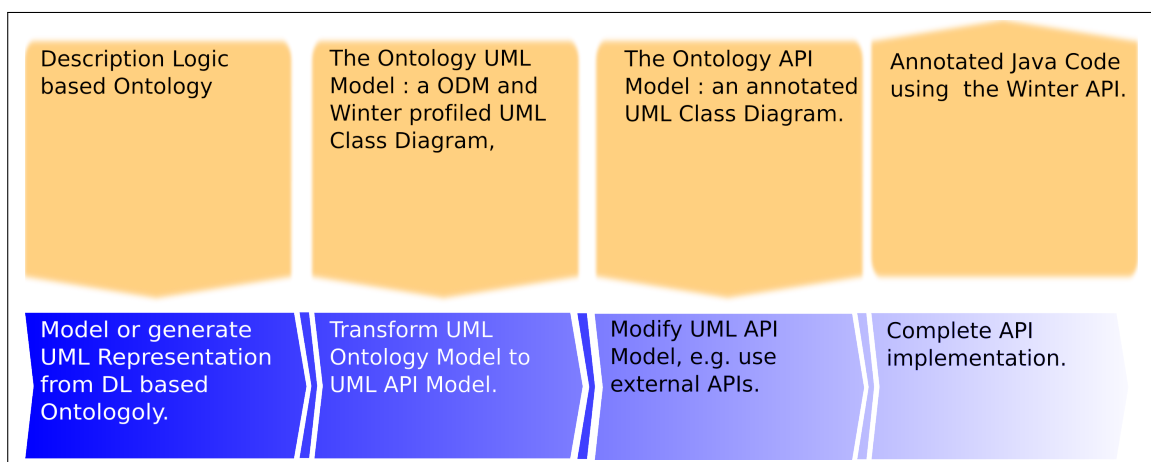 Description Logic
based Ontology
The Ontology UML
Model : a ODM and
Winter profiled UML
Class Diagram,
The Ontology API
Model : an annotated
UML Class Diagram.
Annotated Java Code
using  the Winter API.
Model or generate
UML Representation
from DL based
Ontologoly.
Transform UML
Ontology Model to
UML API Model.
Modify UML API
Model, e.g. use
external APIs.
Complete API
implementation.